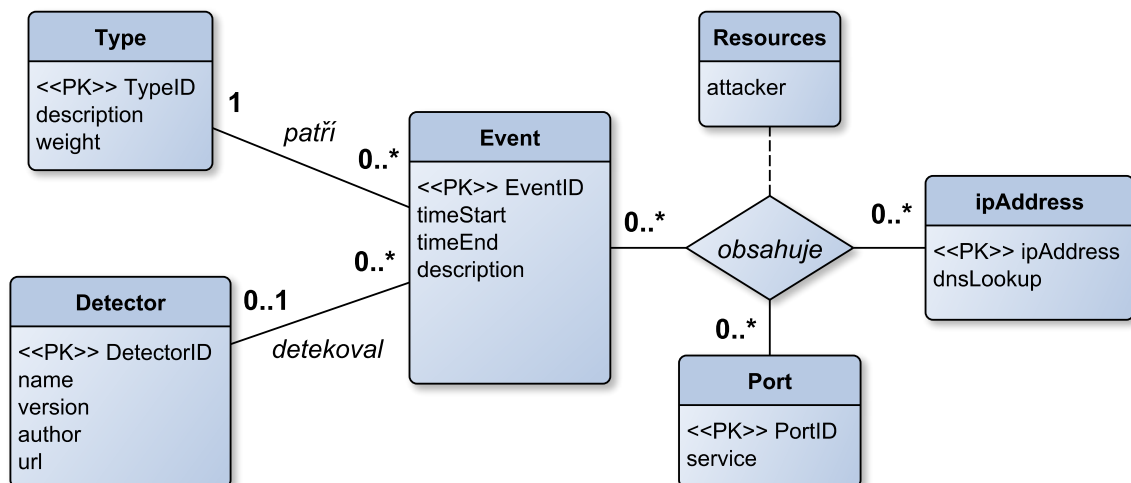 Type
<<PK>> TypeID
description
weight
1
patří
0..*
Detector
<<PK>> DetectorID
name
version
author
url
0..1
detekoval
0..*
Event
<<PK>> EventID
timeStart
timeEnd
description
0..*
Resources
attacker
obsahuje
0..*
ipAddress
<<PK>> ipAddress
dnsLookup
0..*
Port
<<PK>> PortID
service